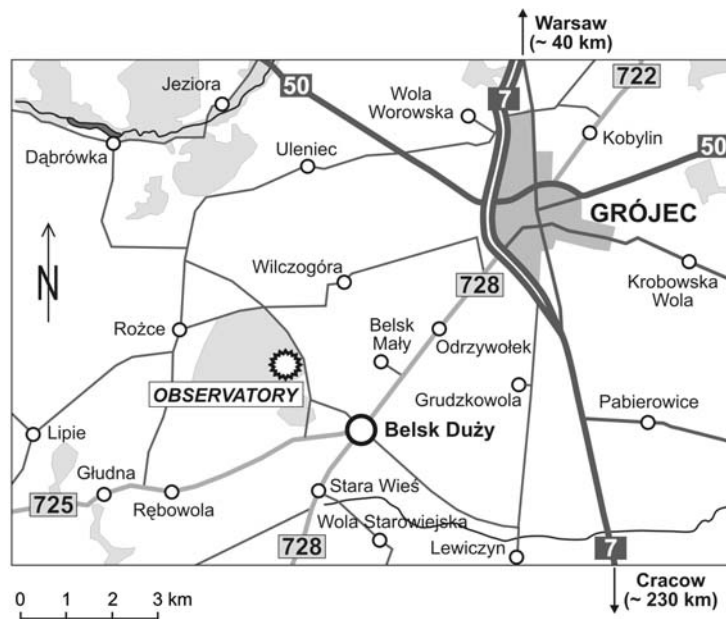 Warsaw
(~ 40 km)
Jeziora
50
7
722
Wola
Worowska
Kobylin
Dąbrówka
Uleniec
50
GRÓJEC
N
Wilczogóra
728
Krobowska
Wola
Rożce
Belsk
Mały
Odrzywołek
OBSERVATORY
Grudzkowola
Pabierowice
Lipie
Belsk Duży
Głudna
Rębowola
Stara Wieś
725
Wola Starowiejska
728
Lewiczyn
7
0 1 2 3 km
Cracow
(~ 230 km)